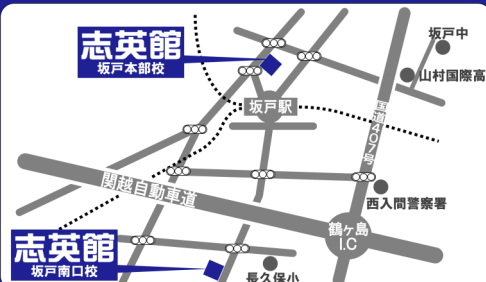 志英館
坂戸本部校
坂戸中
山村国際高
坂戸駅
国道407号
関越自動車道
西入間警察署
鶴ヶ島
I.C
志英館
坂戸南口校
長久保小